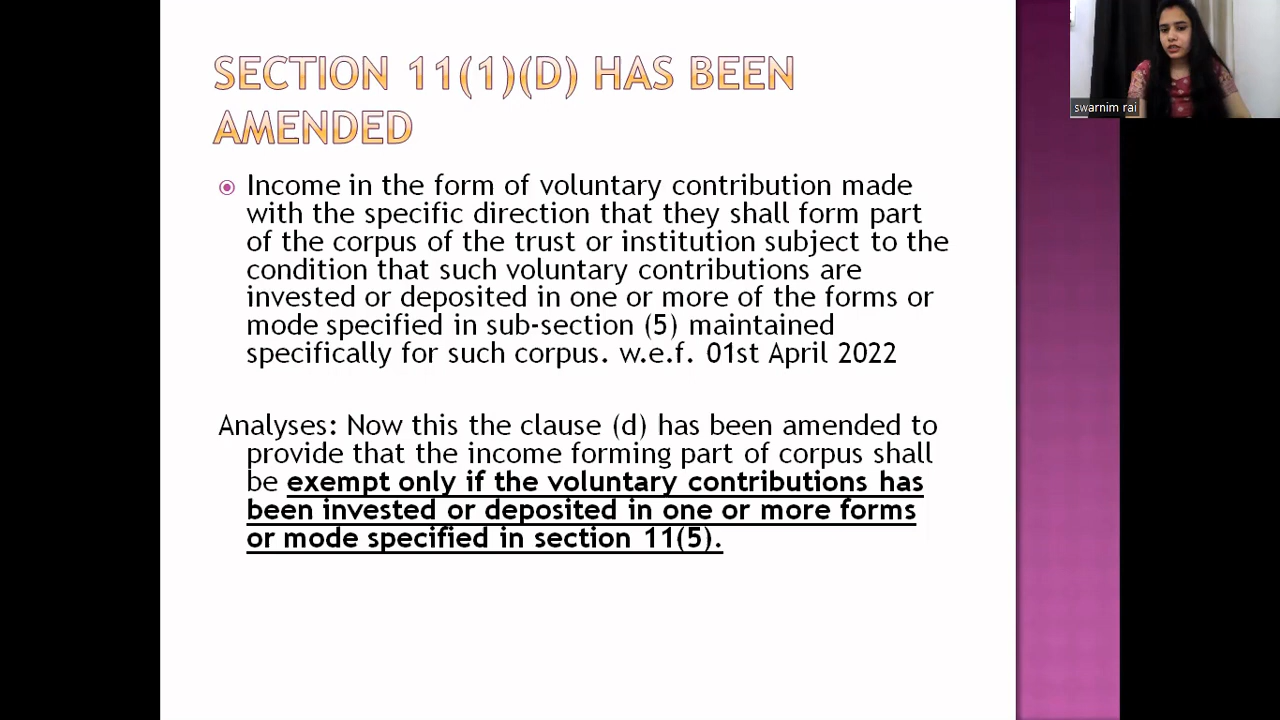 SECTION 11(1)(D) HAS BEEN
AMENDED
Income in the form of voluntary contribution made
with the specific direction that they shall form part
of the corpus of the trust or institution subject to the
condition that such voluntary contributions are
invested or deposited in one or more of the forms or
mode specified in sub-section (5) maintained
specifically for such corpus. w.e.f. 01st April 2022
Analyses: Now this the clause (d) has been amended to
provide that the income forming part of corpus shall
be exempt only if the voluntary contributions has
been invested or deposited in one or more forms
or mode specified in section 11(5).
swarnim rai